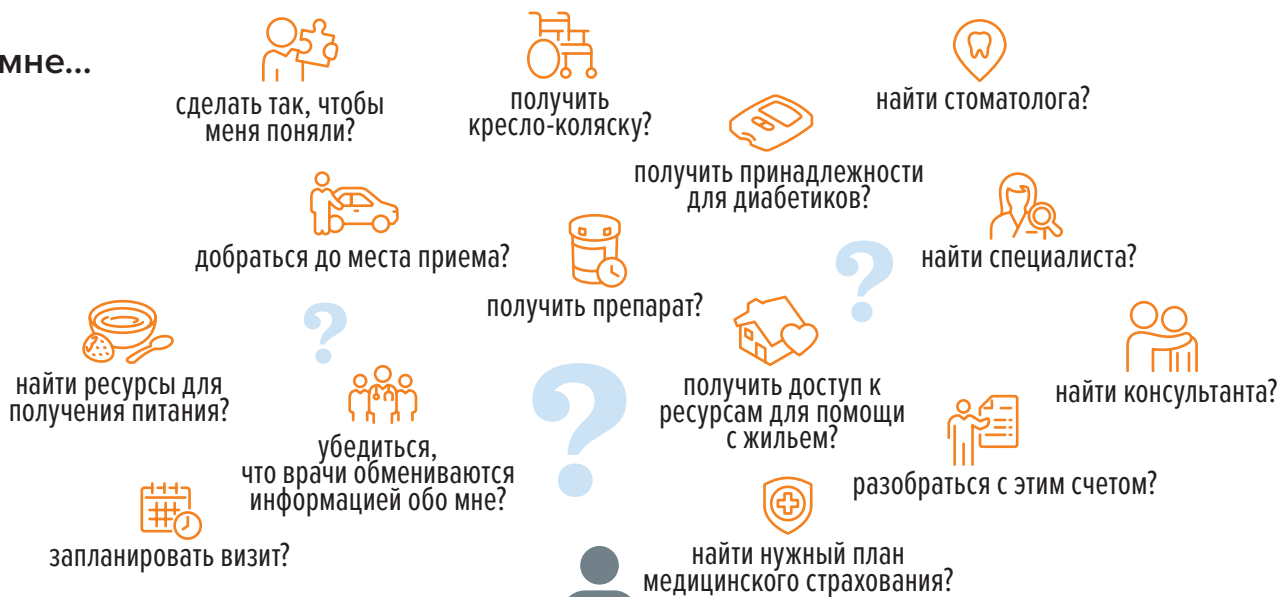 мне...
сделать так, чтобы
меня поняли?
получить
кресло-коляску?
найти стоматолога?
получить принадлежности
для диабетиков?
добраться до места приема?
найти специалиста?
получить препарат?
?
?
найти ресурсы для
получения питания?
?
получить доступ к
ресурсам для помощи
с жильем?
найти консультанта?
убедиться,
что врачи обмениваются
информацией обо мне?
разобраться с этим счетом?
запланировать визит?
найти нужный план
медицинского страхования?